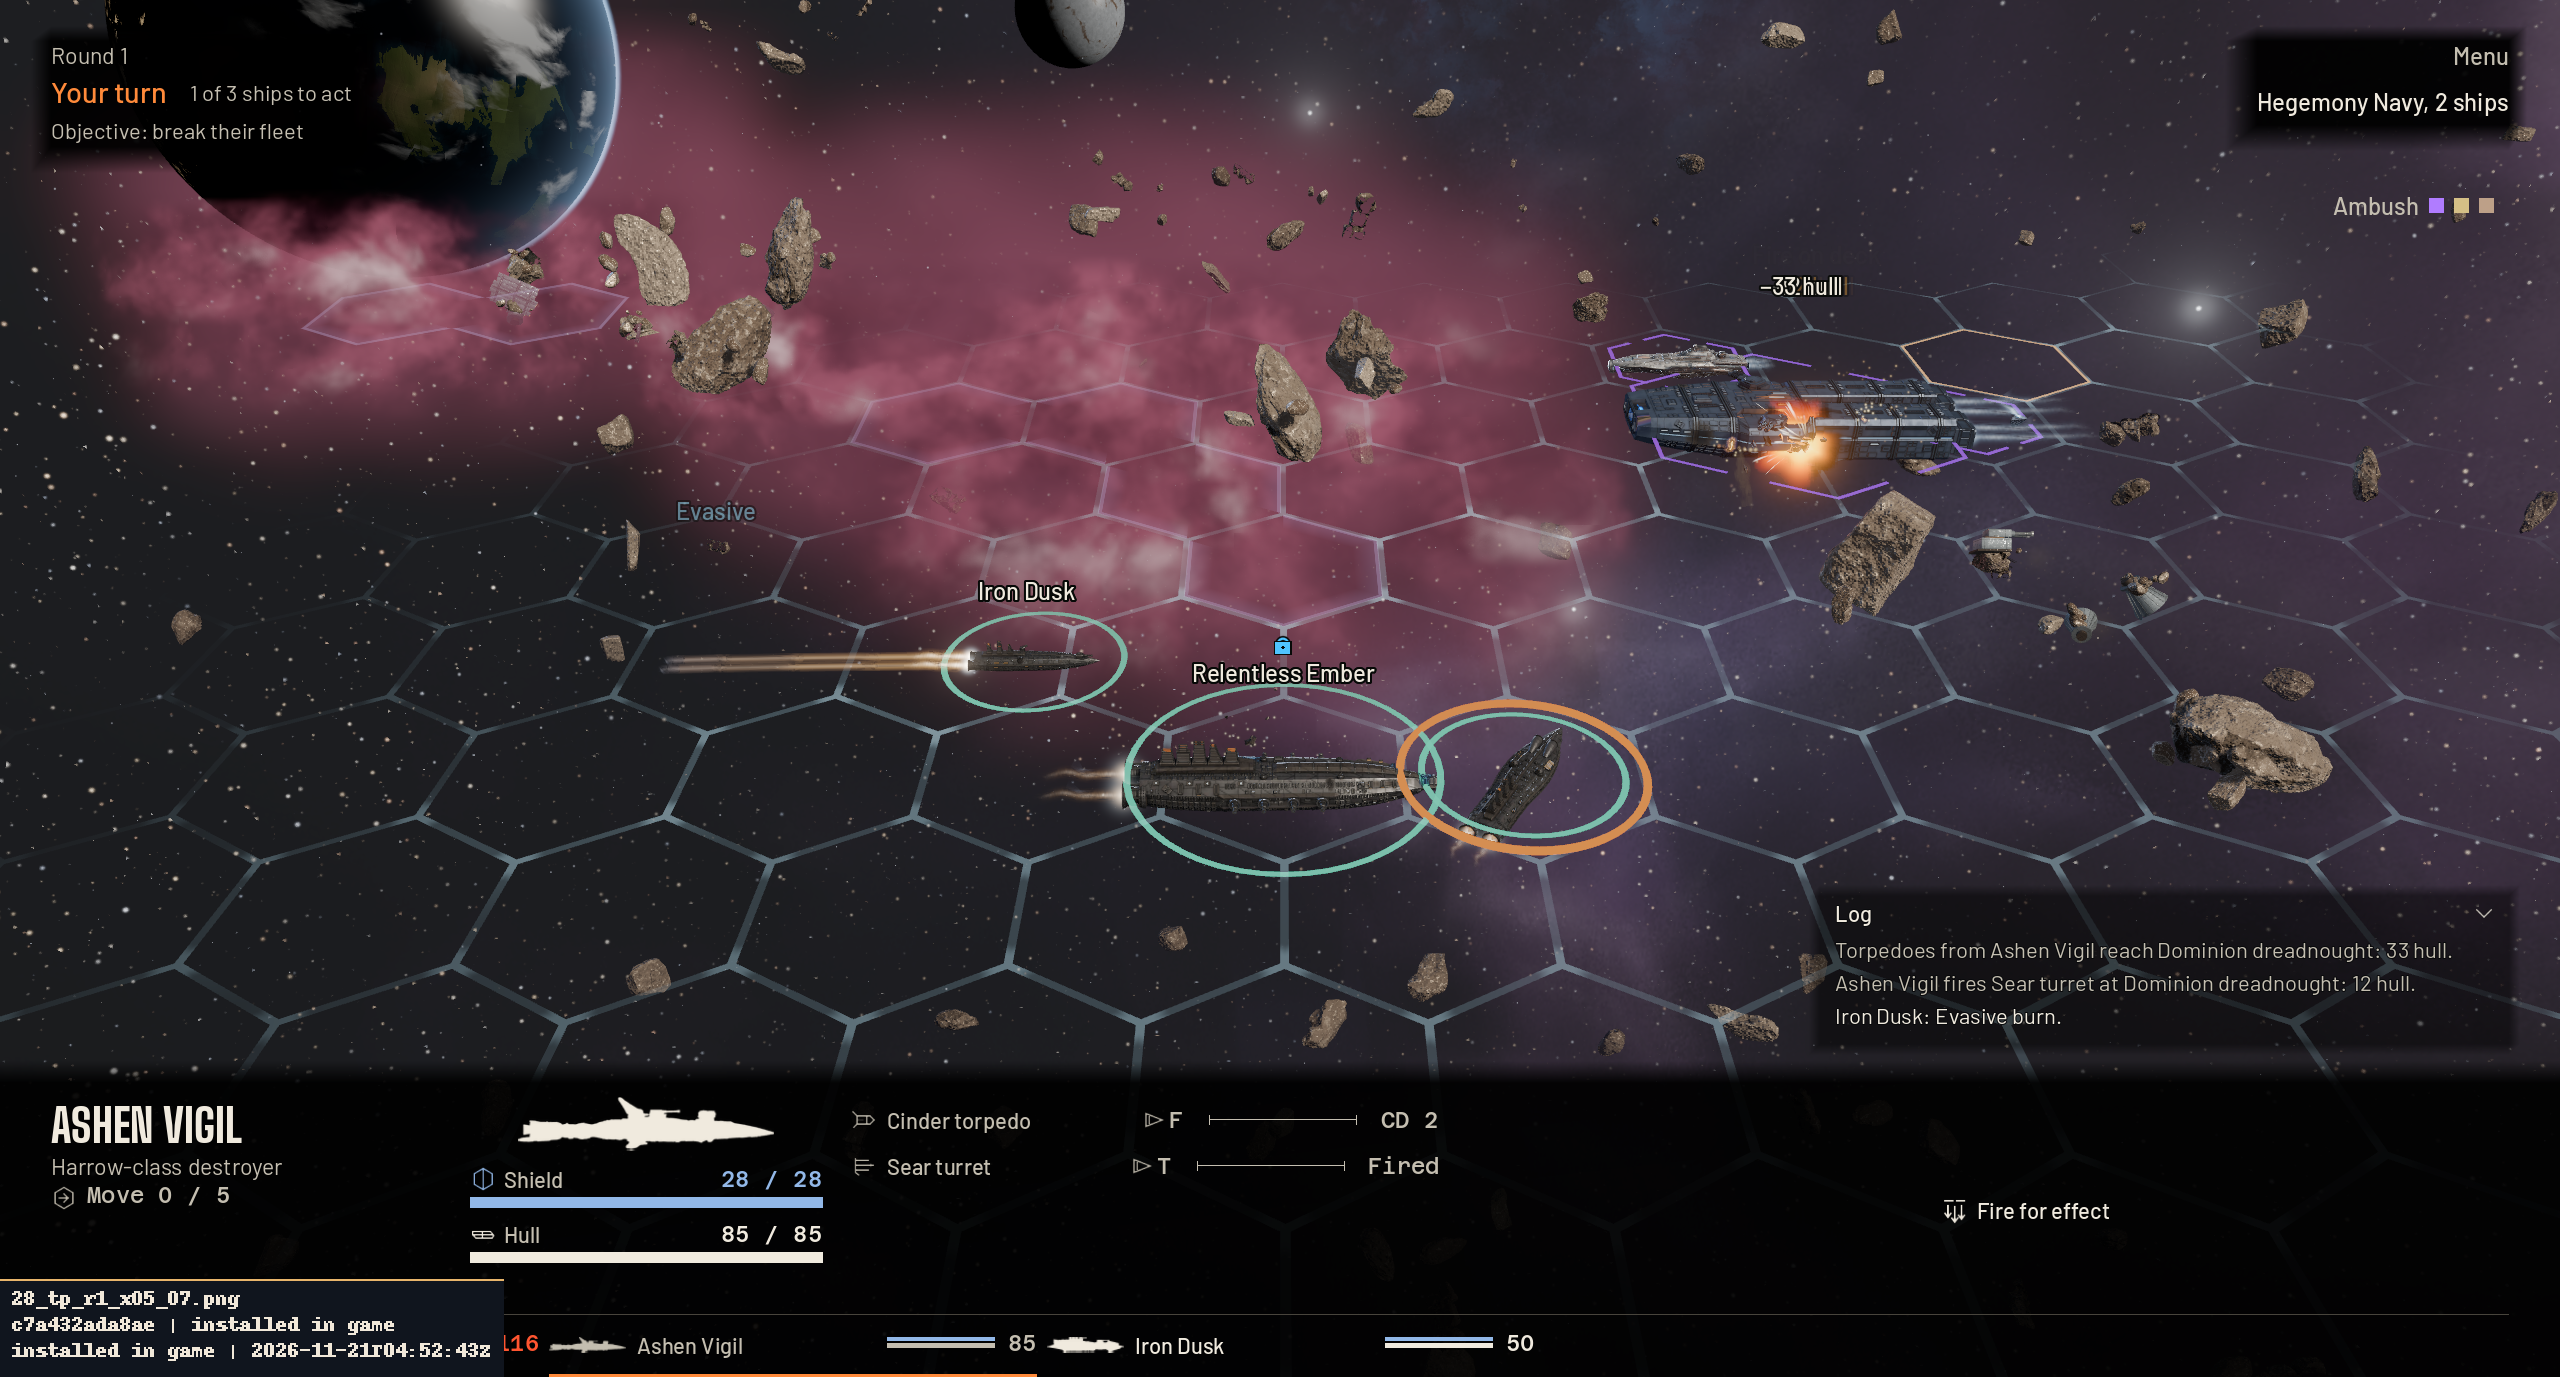 Round 1
Your turn 1 of 3 ships to act
Objective: break their fleet
Menu
Hegemony Navy, 2 ships
Ambush
Evasive
Iron Dusk
Relentless Ember
Log
Torpedoes from Ashen Vigil reach Dominion dreadnought: 33 hull.
Ashen Vigil fires Sear turret at Dominion dreadnought: 12 hull.
Iron Dusk: Evasive burn.
ASHEN VIGIL
Harrow-class destroyer
Move 0 / 5
Shield 28 / 28
Hull 85 / 85
Cinder torpedo F CD 2
Sear turret T Fired
Fire for effect
28_tp_r1_x05_07.png
c7a432ada8ae | installed in game
installed in game | 2026-11-21T04:52:43Z
116 Ashen Vigil 85 Iron Dusk 50